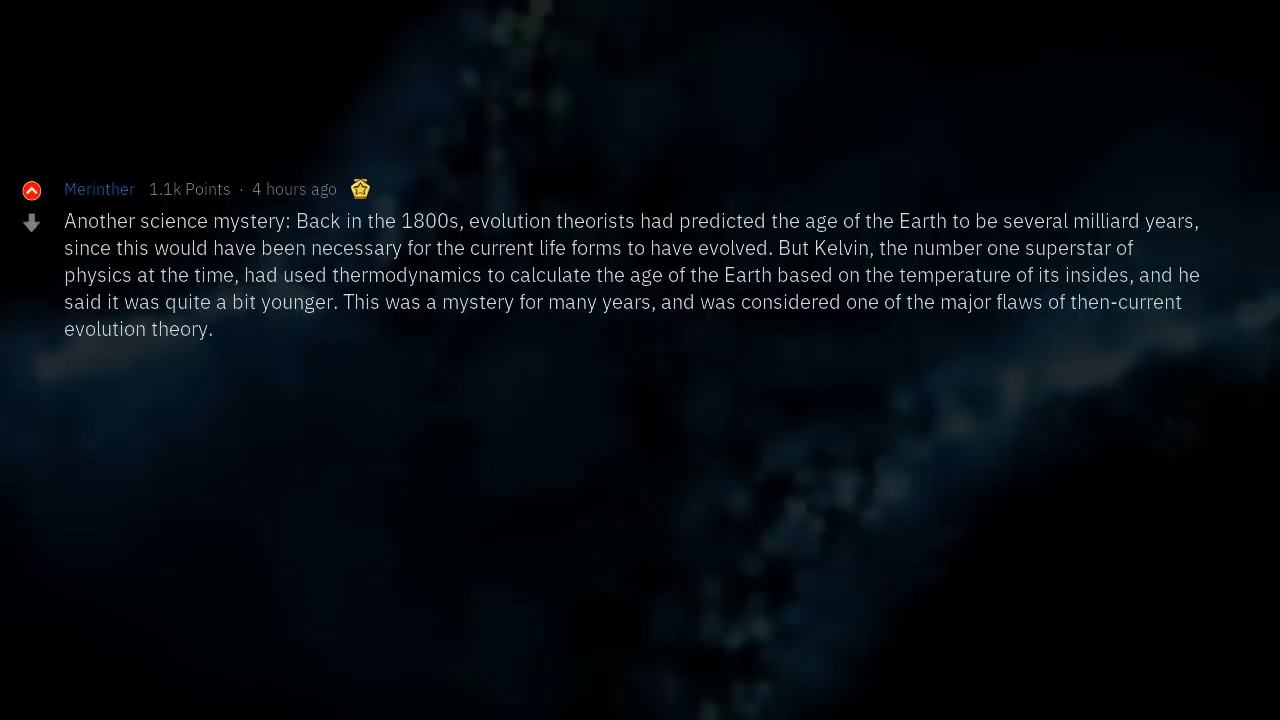 Merinther 1.1k Points · 4 hours ago
Another science mystery: Back in the 1800s, evolution theorists had predicted the age of the Earth to be several milliard years,
since this would have been necessary for the current life forms to have evolved. But Kelvin, the number one superstar of
physics at the time, had used thermodynamics to calculate the age of the Earth based on the temperature of its insides, and he
said it was quite a bit younger. This was a mystery for many years, and was considered one of the major flaws of then-current
evolution theory.